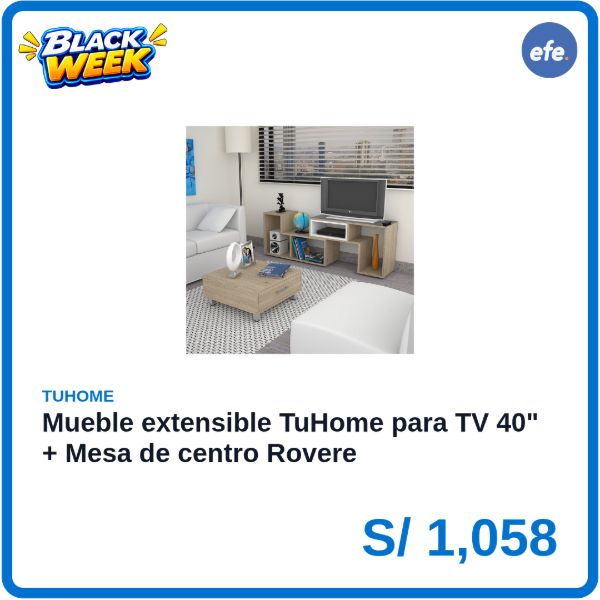 BLACK
WEEK
efe.
TUHOME
Mueble extensible TuHome para TV 40"
+ Mesa de centro Rovere
S/ 1,058